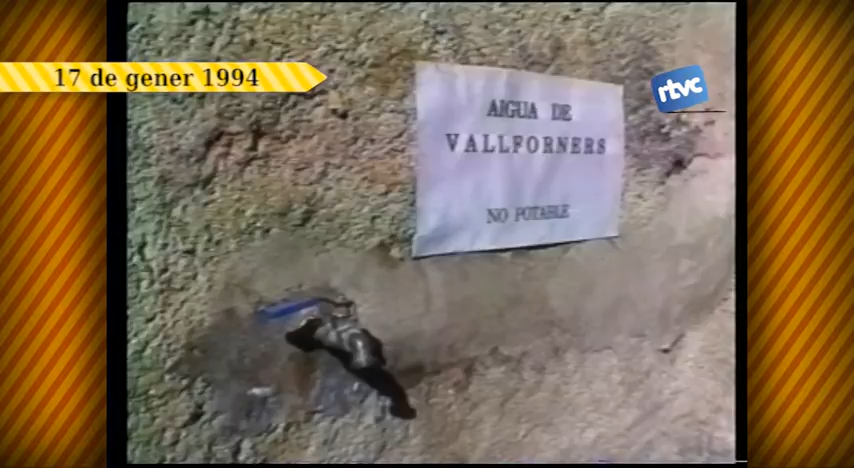 17 de gener 1994
rtvc
AIGUA DE
VALLFORNERS
NO POTABLE